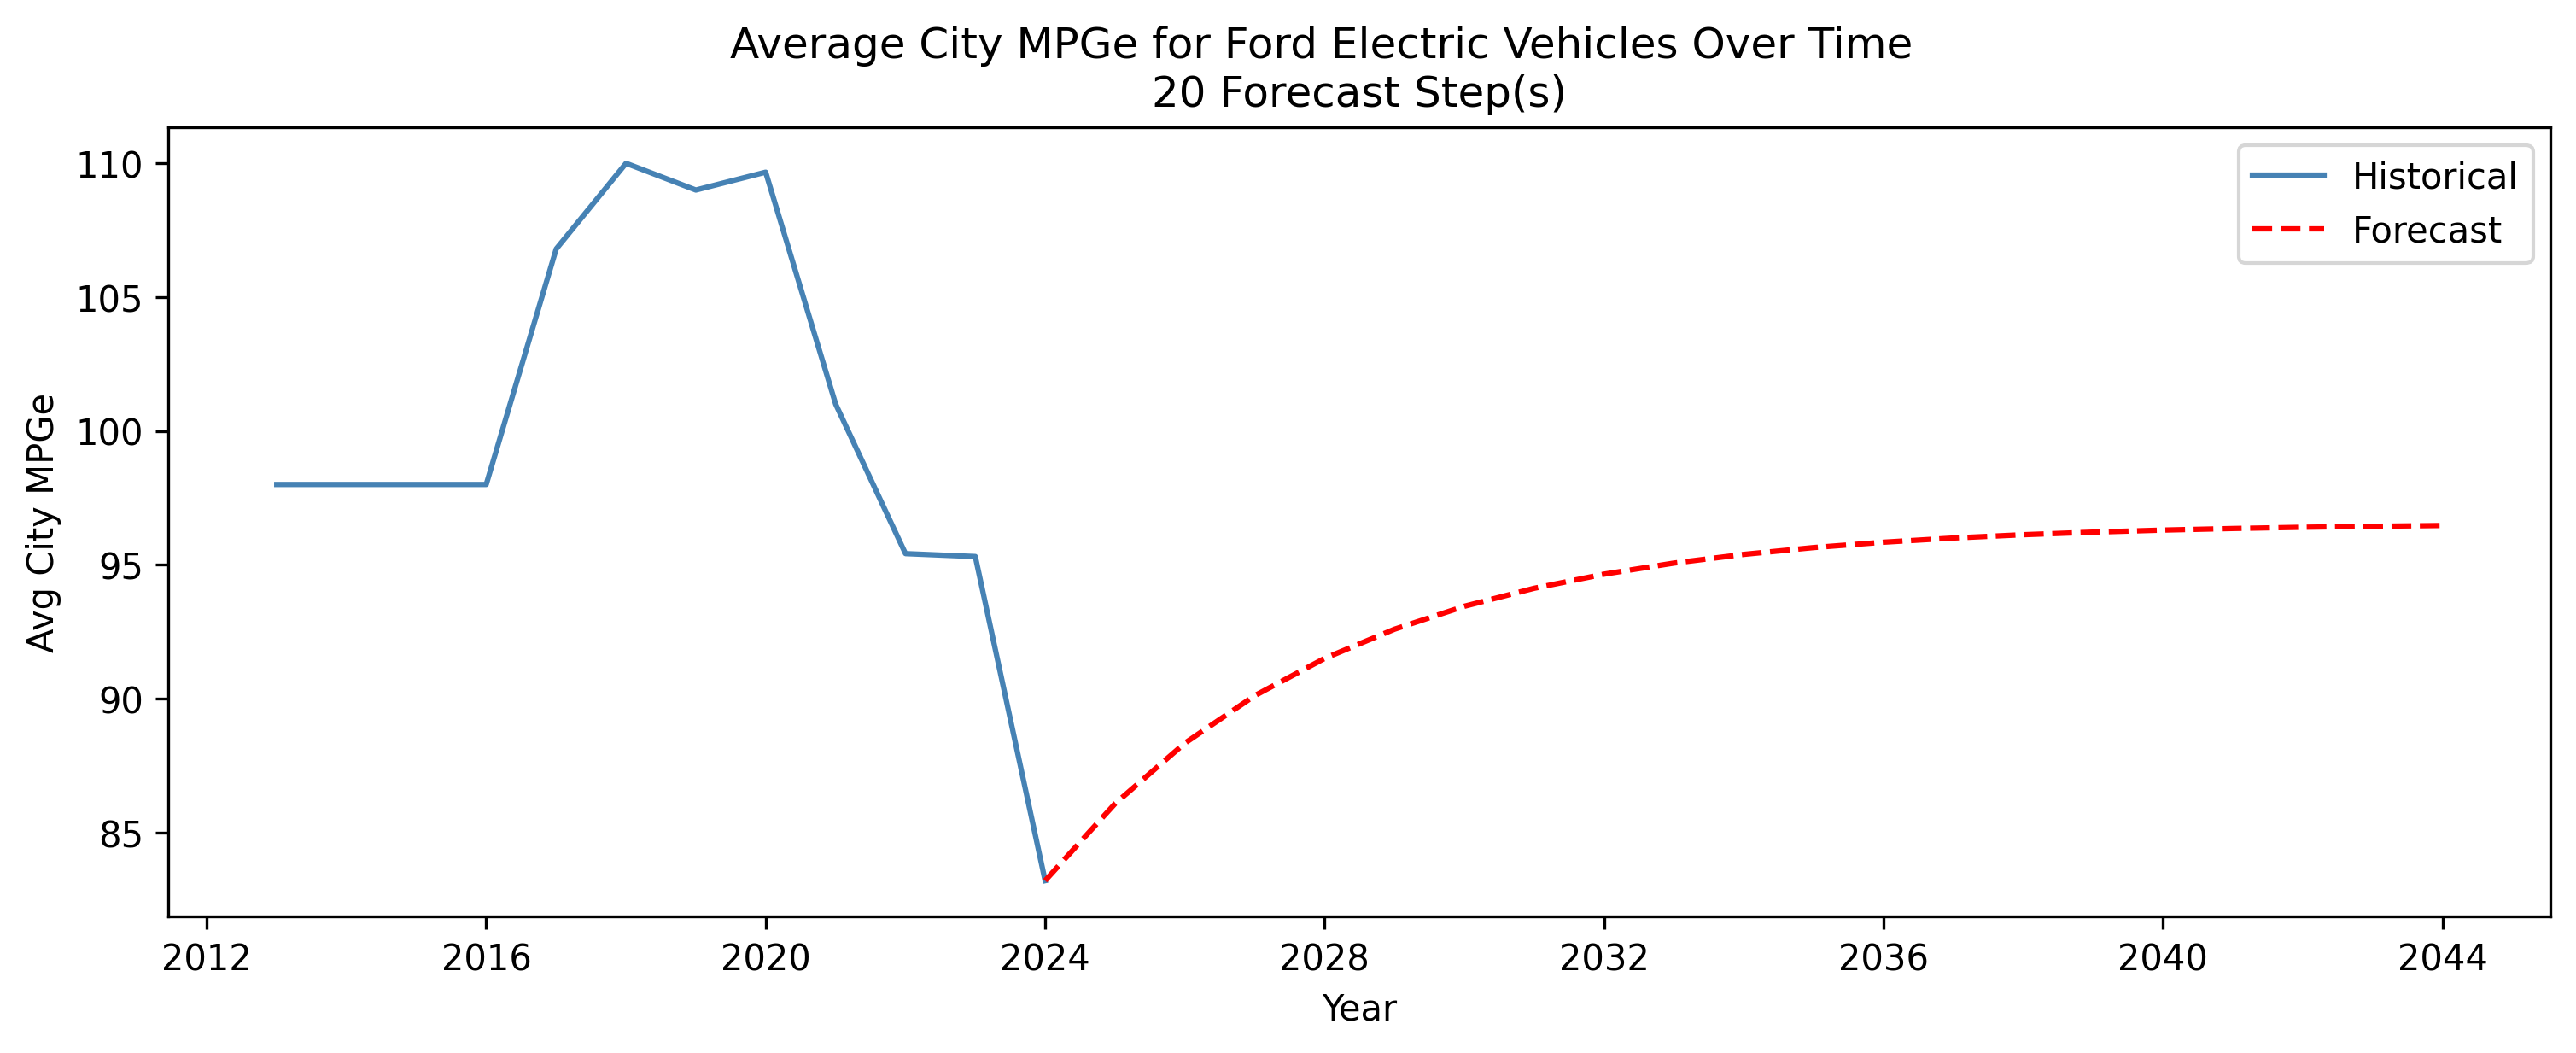 Average City MPGe for Ford Electric Vehicles Over Time
20 Forecast Step(s)
110
105
100
95
90
85
Avg City MPGe
Historical
Forecast
2012 2016 2020 2024 2028 2032 2036 2040 2044
Year